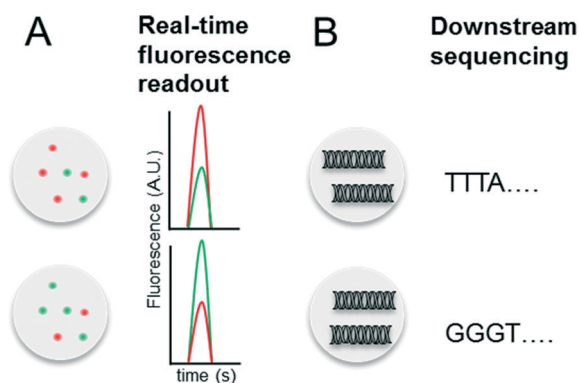 A
Real-time
fluorescence
readout
B
Downstream
sequencing
Fluorescence (A.U.)
time (s)
TTTA....
GGGT....